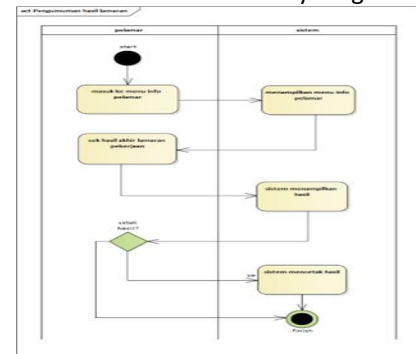 act Pengumuman hasil lamaran
pelamar
sistem
start
masuk ke menu info
pelamar
menampilkan menu info
pelamar
cek hasil akhir lamaran
pekerjaan
sistem menampilkan
hasil
cetak
hasil?
ya
sistem mencetak hasil
finish